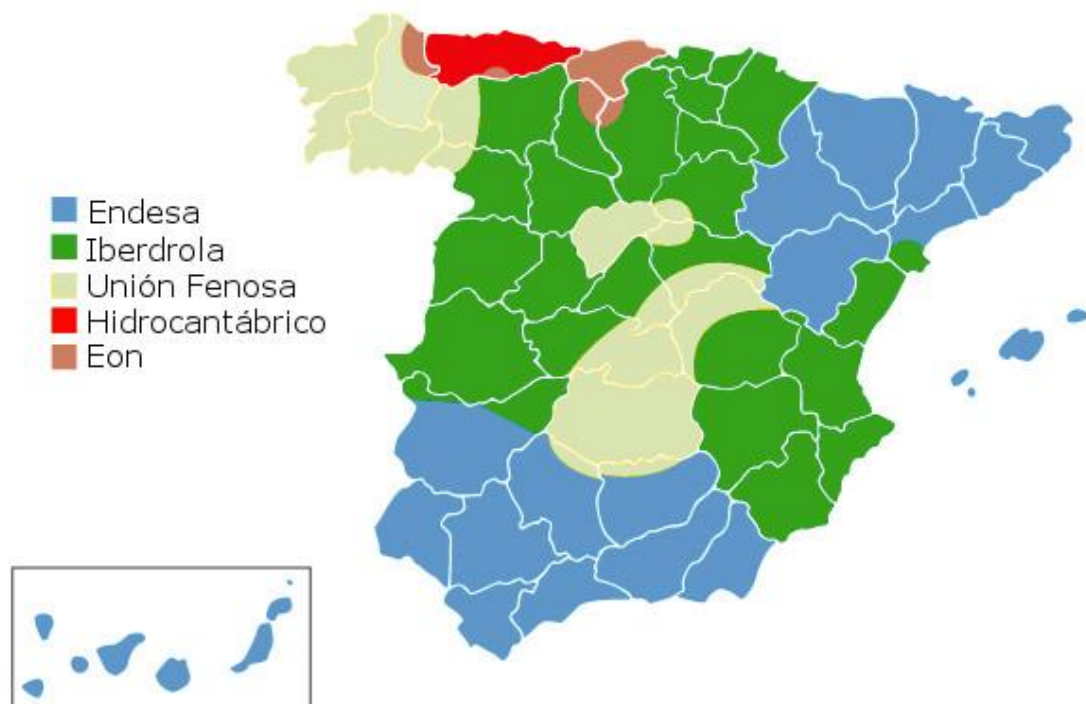 Endesa
Iberdrola
Unión Fenosa
Hidrocantábrico
Eon